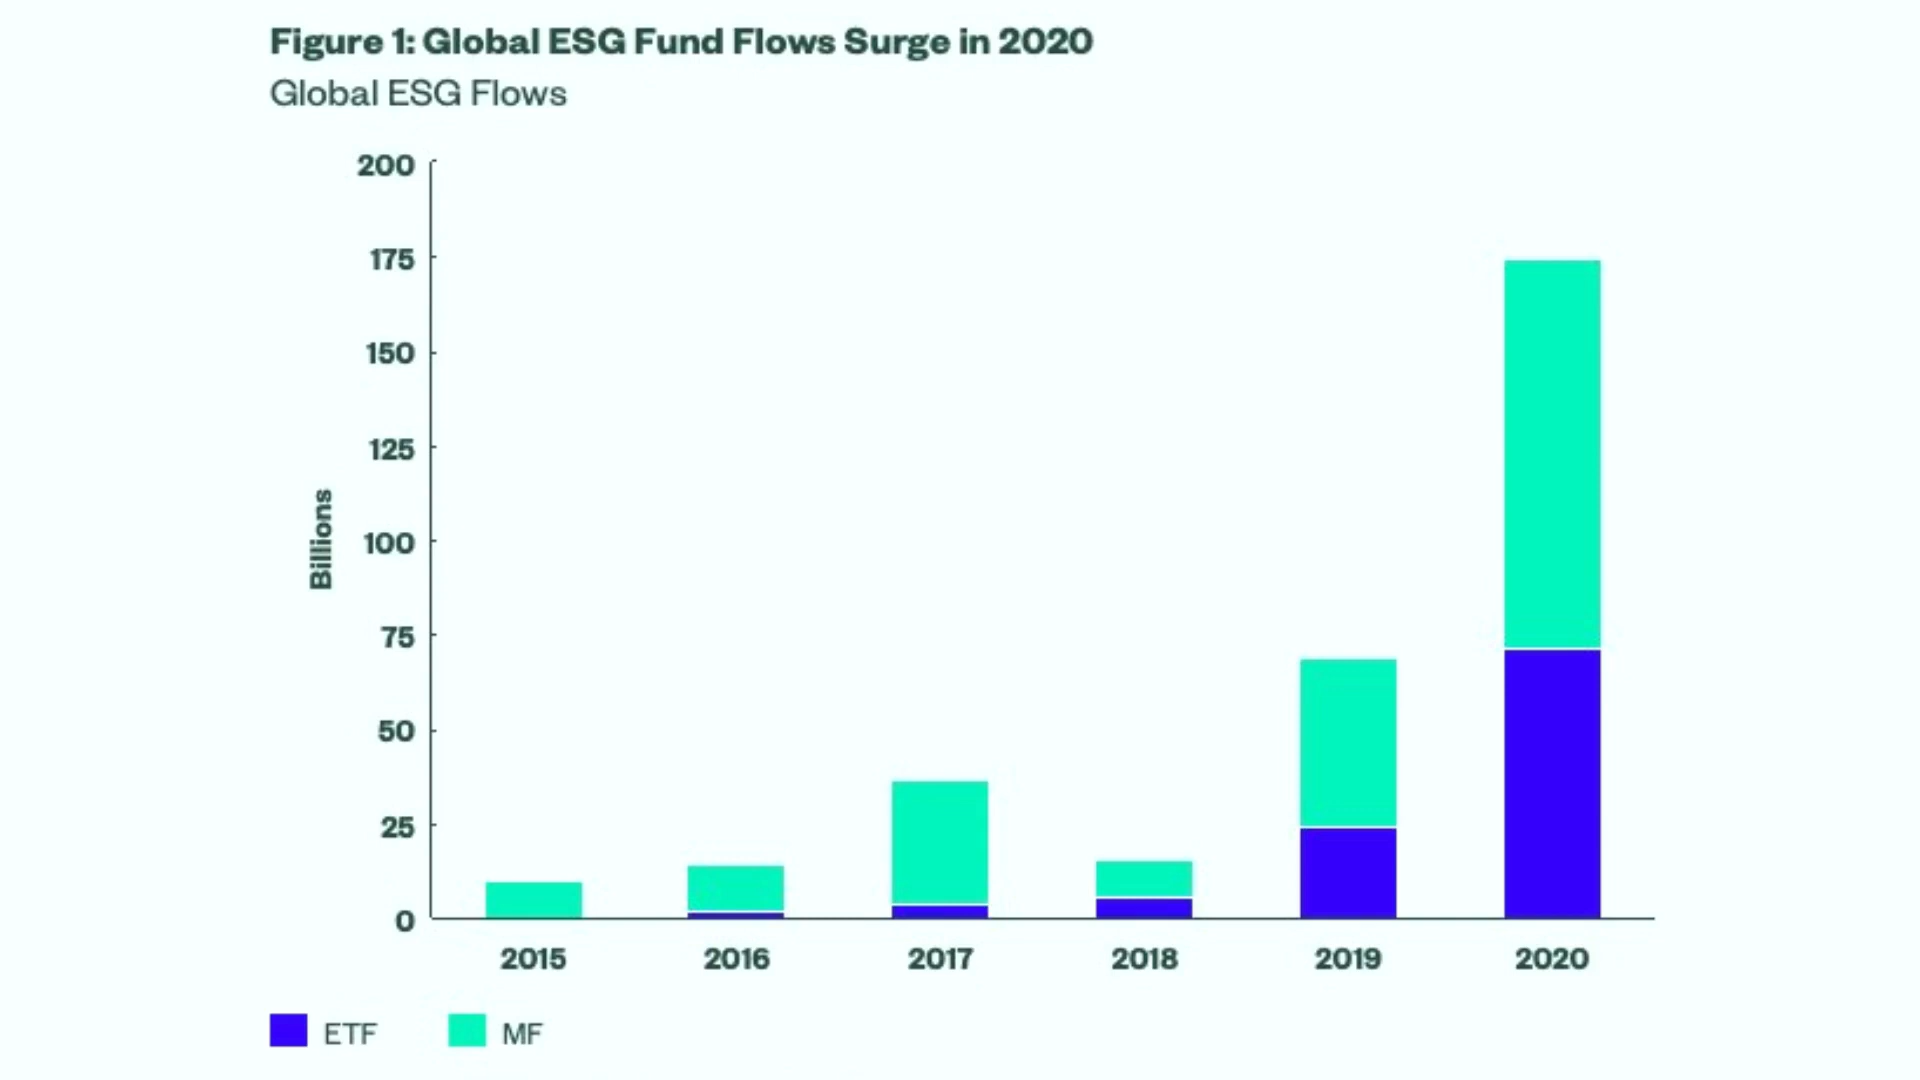 Figure 1: Global ESG Fund Flows Surge in 2020
Global ESG Flows
200
175
150
125
100
75
50
25
0
Billions
2015 2016 2017 2018 2019 2020
ETF MF